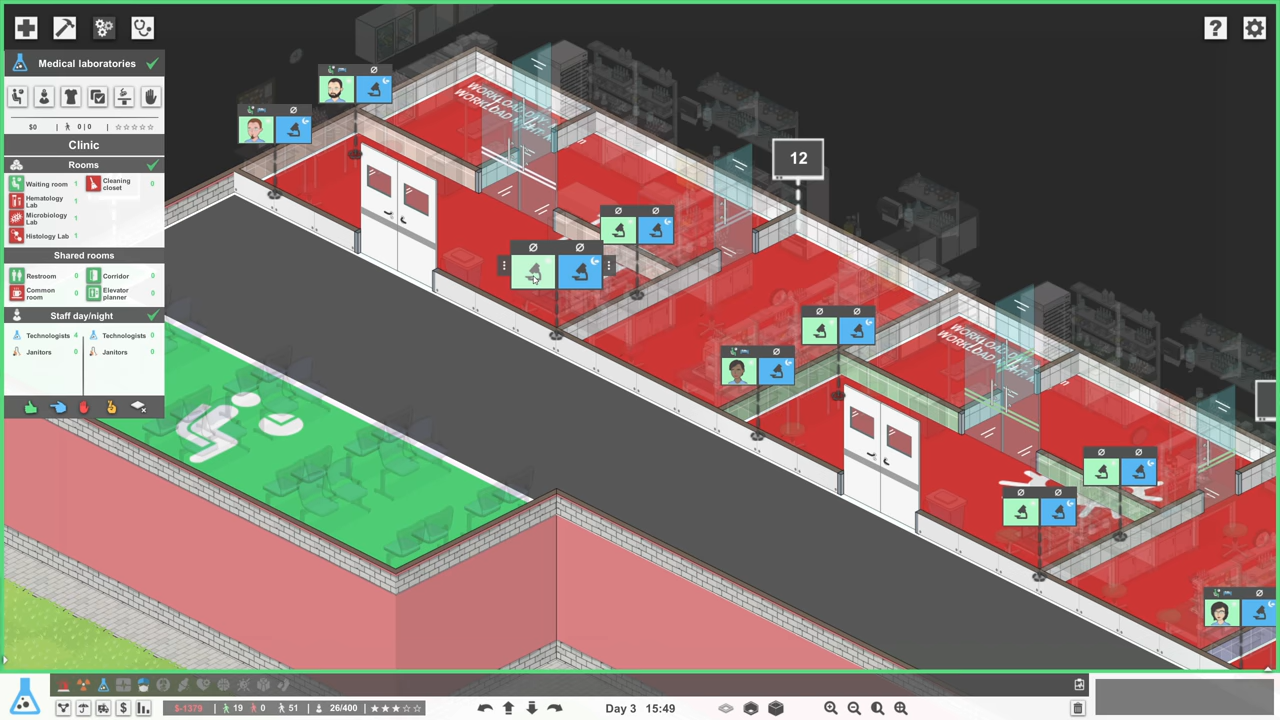 Medical laboratories
$0 | 0 | 0 |
Clinic
Rooms
Waiting room 1
Cleaning closet 0
Hematology Lab 1
Microbiology Lab 1
Histology Lab 1
Shared rooms
Restroom 0
Corridor 0
Common room 0
Elevator planner 0
Staff day/night
Technologists 4
Technologists 0
Janitors 0
Janitors 0
12
?
$-1379 | 19 0 | 51 | 26/400
Day 3 15:49